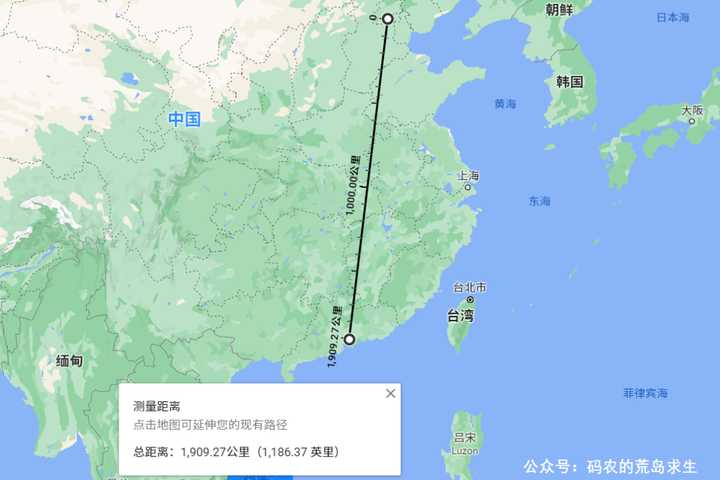 朝鲜
日本海
0
韩国
大阪
黄海
中国
1,000.00公里
上海
东海
台北市
台湾
1,909.27公里
缅甸
测量距离
点击地图可延伸您的现有路径
总距离：1,909.27公里（1,186.37 英里）
菲律宾海
吕宋
Luzon
公众号：码农的荒岛求生